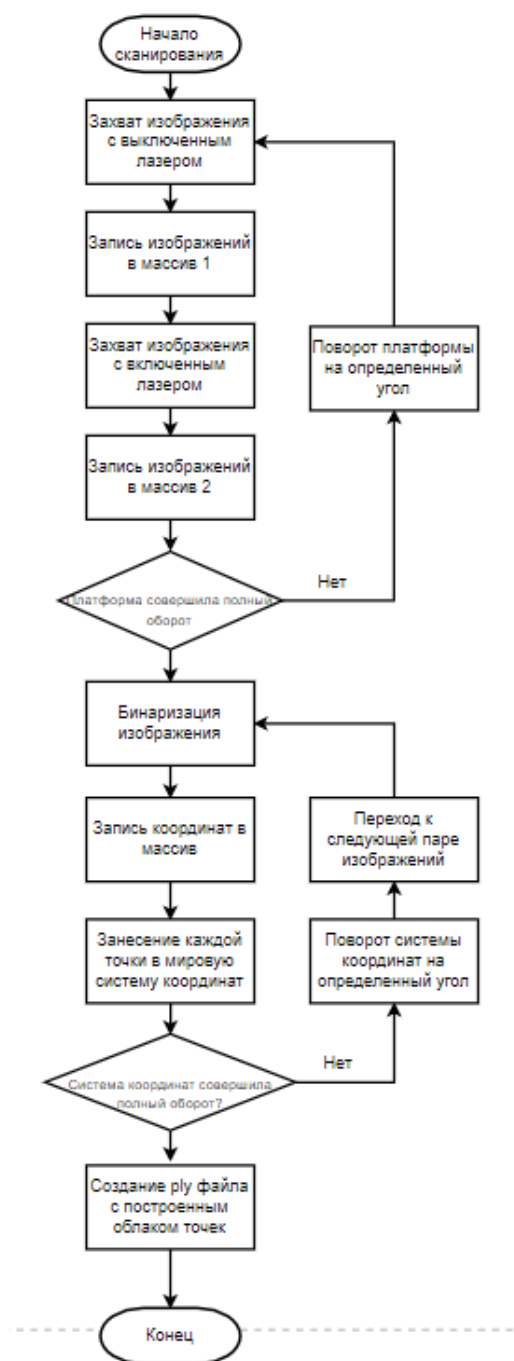 Начало
сканирования
Захват изображения
с выключенным
лазером
Запись изображений
в массив 1
Захват изображения
с включенным
лазером
Поворот платформы
на определенный
угол
Запись изображений
в массив 2
Нет
Платформа совершила полный
оборот
Бинаризация
изображения
Запись координат в
массив
Переход к
следующей паре
изображений
Занесение каждой
точки в мировую
систему координат
Поворот системы
координат на
определенный угол
Нет
Система координат совершила
полный оборот?
Создание ply файла
с построенным
облаком точек
Конец